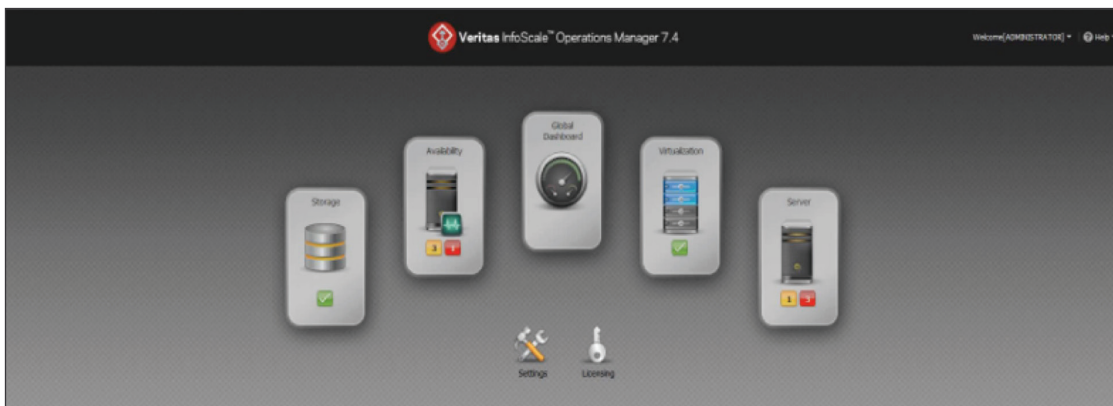 Veritas InfoScale™ Operations Manager 7.4
Welcome[ADMINISTRATOR]
Help
Global
Dashboard
Availability
Virtualization
Storage
Server
3
1
3
Settings
Licensing